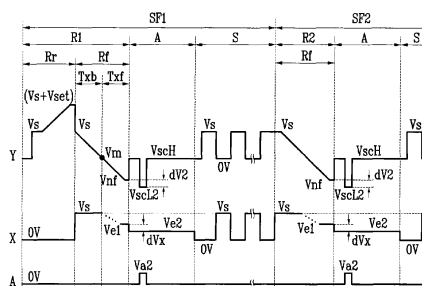 SF1 SF2
R1 A S R2 A S
Rr Rf Rf
Txb Txf
(Vs+Vset)
Vs Vs Vs Vs Vs
Vm VscH VscH
Y Vnf 0V Vnf
dV2 dV2
VscL2 VscL2
Vs Vs Vs
X 0V Ve1 Ve2 Ve1 Ve2
dVx 0V dVx 0V
Va2 Va2
A 0V